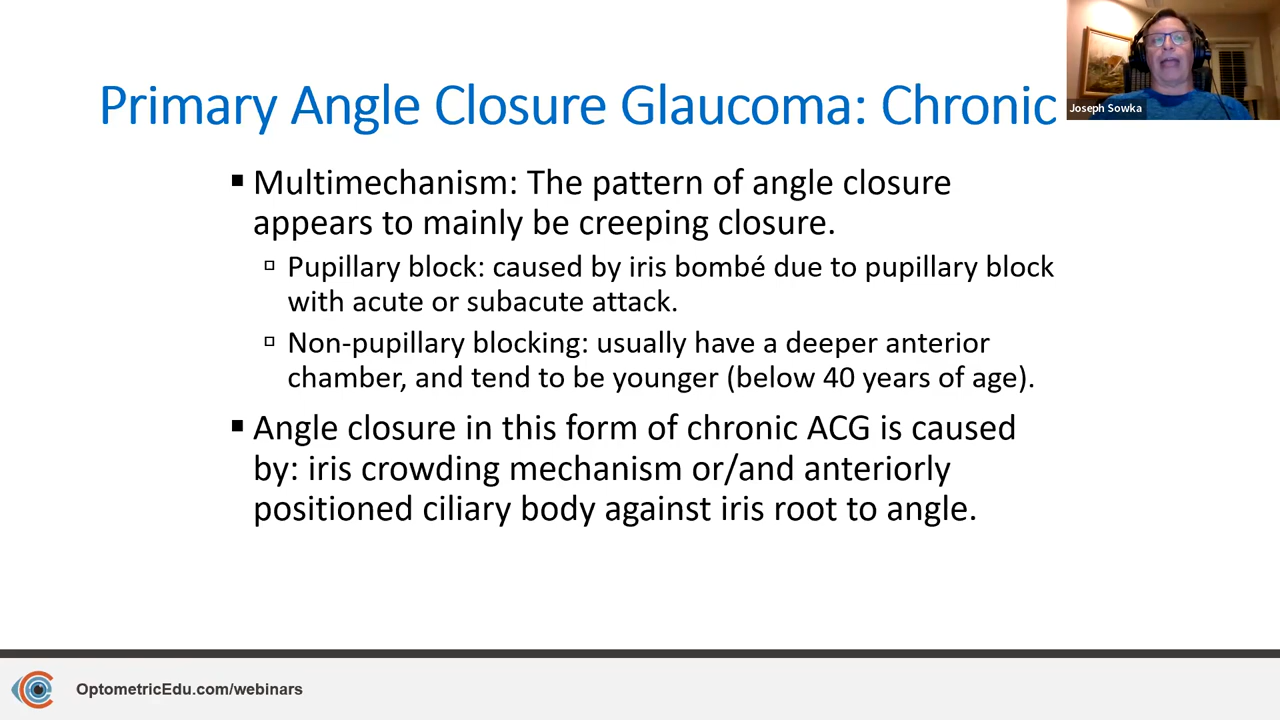 Primary Angle Closure Glaucoma: Chronic
Joseph Sowka
Multimechanism: The pattern of angle closure
appears to mainly be creeping closure.
Pupillary block: caused by iris bombé due to pupillary block
with acute or subacute attack.
Non-pupillary blocking: usually have a deeper anterior
chamber, and tend to be younger (below 40 years of age).
Angle closure in this form of chronic ACG is caused
by: iris crowding mechanism or/and anteriorly
positioned ciliary body against iris root to angle.
OptometricEdu.com/webinars